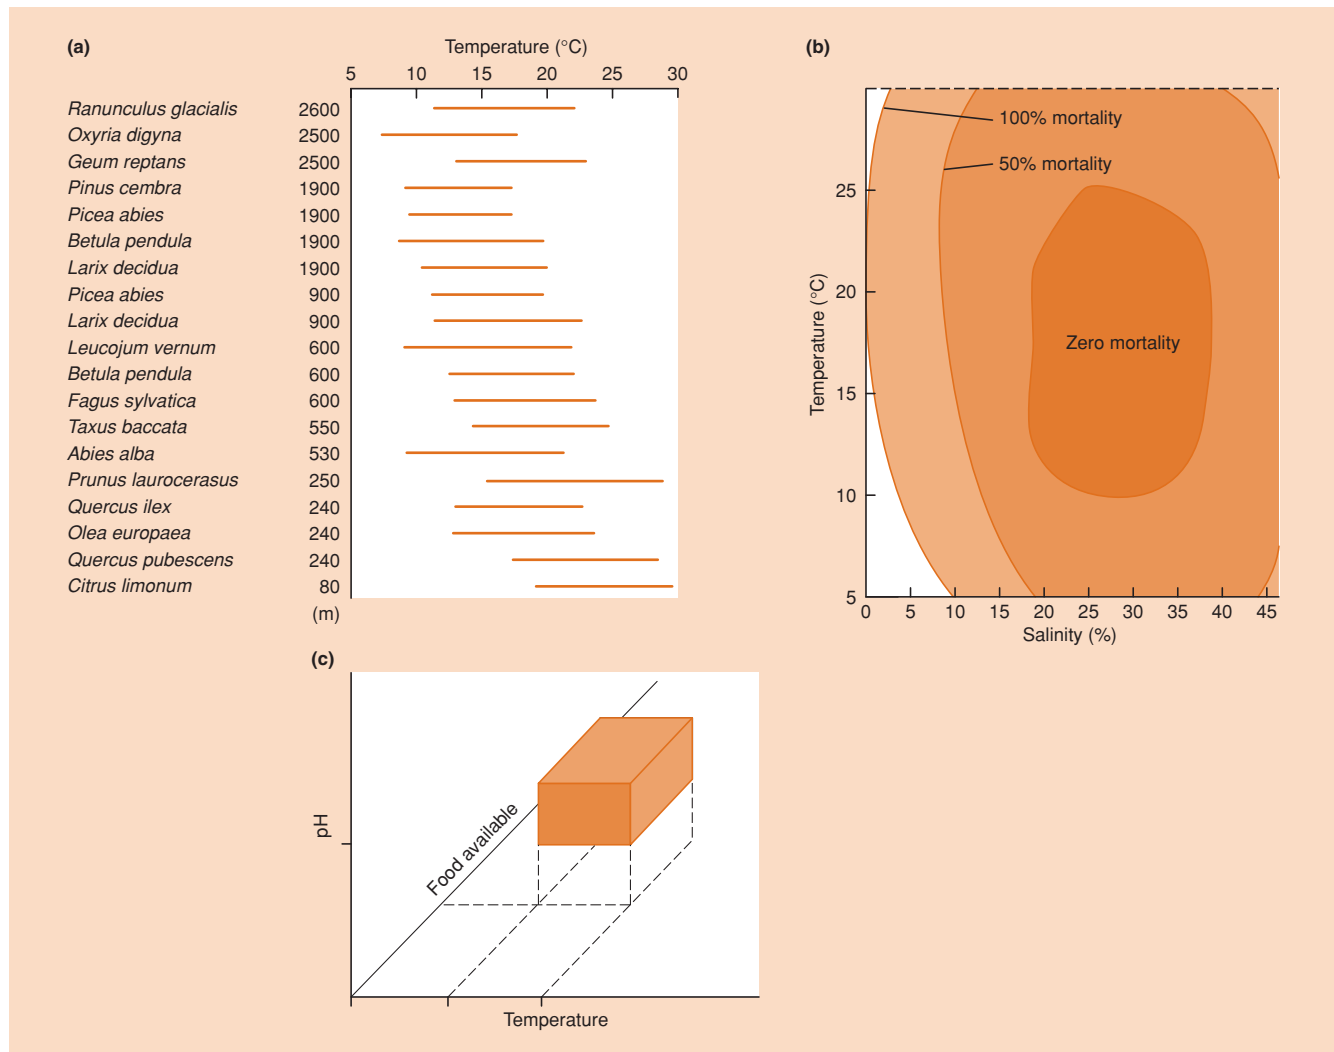 (a)
Temperature (°C)
5 10 15 20 25 30
Ranunculus glacialis 2600
Oxyria digyna 2500
Geum reptans 2500
Pinus cembra 1900
Picea abies 1900
Betula pendula 1900
Larix decidua 1900
Picea abies 900
Larix decidua 900
Leucojum vernum 600
Betula pendula 600
Fagus sylvatica 600
Taxus baccata 550
Abies alba 530
Prunus laurocerasus 250
Quercus ilex 240
Olea europaea 240
Quercus pubescens 240
Citrus limonum 80
(m)
(b)
100% mortality
50% mortality
Zero mortality
Temperature (°C)
25
20
15
10
5
0 5 10 15 20 25 30 35 40 45
Salinity (%)
(c)
pH
Food available
Temperature